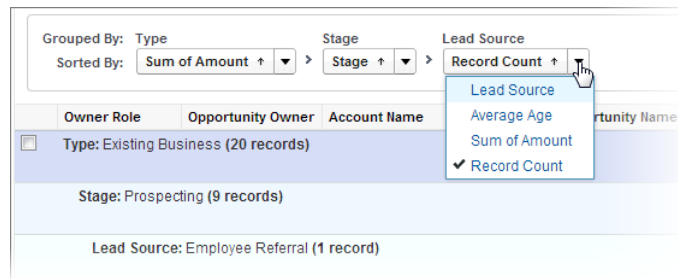 Grouped By: Type Stage Lead Source
Sorted By: Sum of Amount ↑ > Stage ↑ > Record Count ↑
Lead Source
Average Age
Sum of Amount
✔ Record Count
Owner Role Opportunity Owner Account Name rtunity Name
Type: Existing Business (20 records)
Stage: Prospecting (9 records)
Lead Source: Employee Referral (1 record)